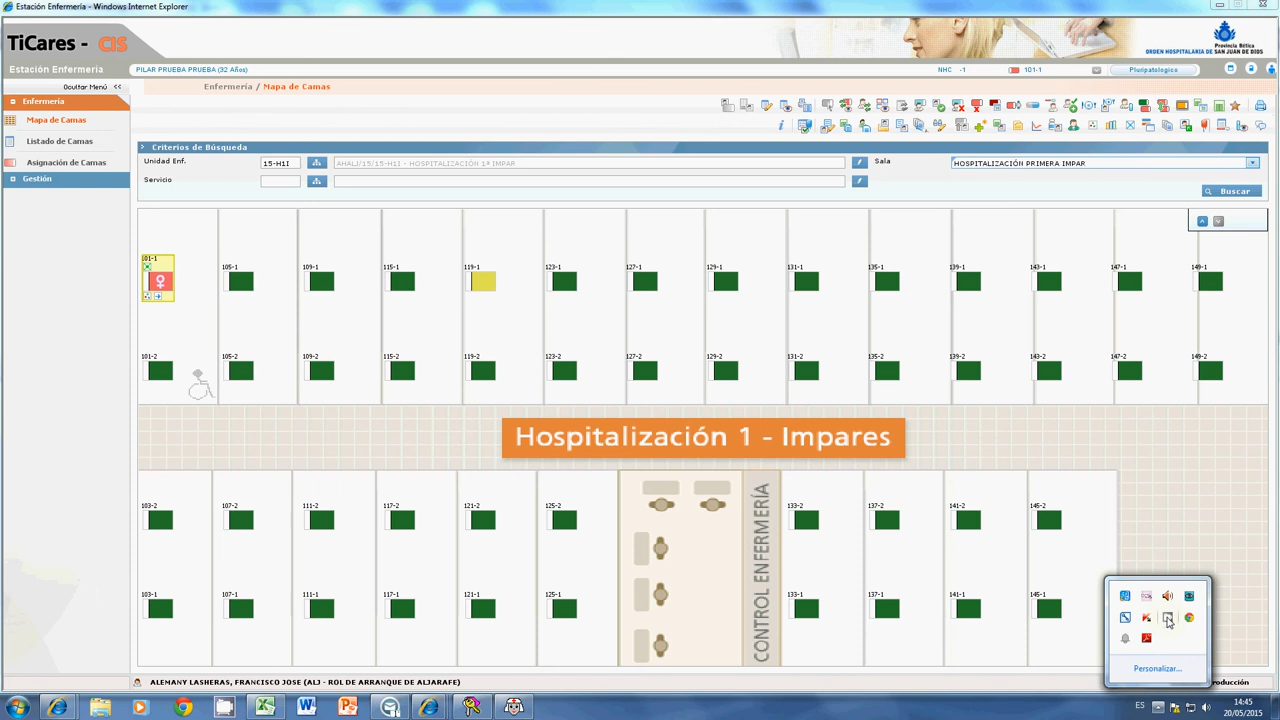 Estación Enfermería - Windows Internet Explorer
TiCares - CIS
Provincia Bética
ORDEN HOSPITALARIA DE SAN JUAN DE DIOS
Estación Enfermería
PILAR PRUEBA PRUEBA (32 Años)
NHC -1
101-1
Pluripatologico
Ocultar Menú <<
Enfermería / Mapa de Camas
Enfermería
Mapa de Camas
Listado de Camas
Asignación de Camas
Gestión
Criterios de Búsqueda
Unidad Enf. 15-H1I AHALJ/15/15-H1I - HOSPITALIZACIÓN 1ª IMPAR
Sala HOSPITALIZACIÓN PRIMERA IMPAR
Servicio
Buscar
101-1 105-1 109-1 115-1 119-1 123-1 127-1 129-1 131-1 135-1 139-1 143-1 147-1 149-1
101-2 105-2 109-2 115-2 119-2 123-2 127-2 129-2 131-2 135-2 139-2 143-2 147-2 149-2
Hospitalización 1 - Impares
103-2 107-2 111-2 117-2 121-2 125-2 133-2 137-2 141-2 145-2
CONTROL ENFERMERÍA
103-1 107-1 111-1 117-1 121-1 125-1 133-1 137-1 141-1 145-1
Personalizar...
ALEMANY LASHERAS, FRANCISCO JOSE (ALJ - ROL DE ARRANQUE DE ALJARAFE)
ES
14:45
20/05/2015